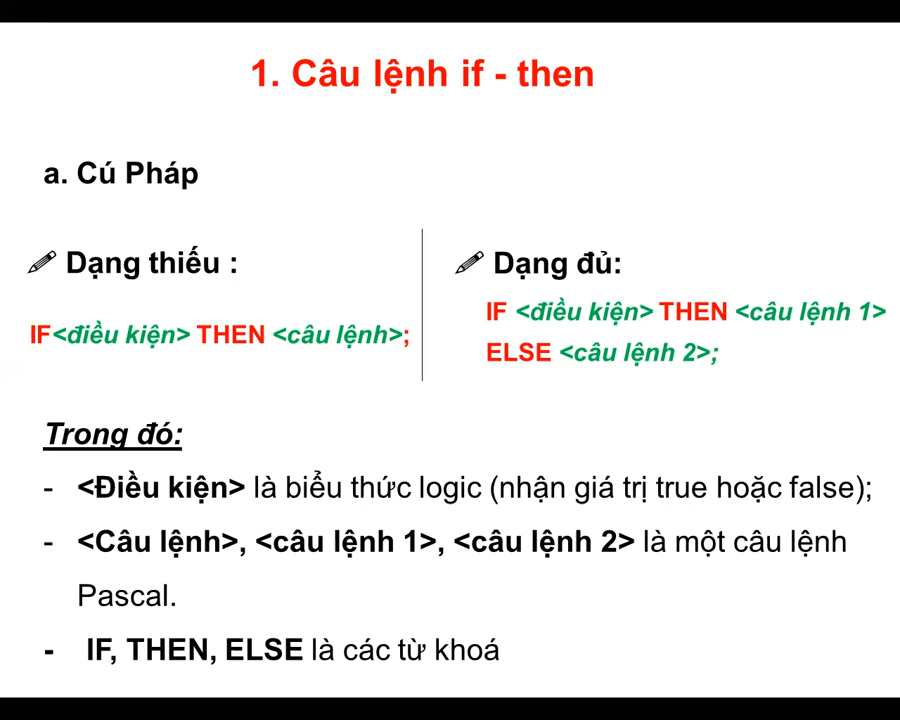 1. Câu lệnh if - then
a. Cú Pháp
Dạng thiếu :
IF<điều kiện> THEN <câu lệnh>;
Dạng đủ:
IF <điều kiện> THEN <câu lệnh 1>
ELSE <câu lệnh 2>;
Trong đó:
- <Điều kiện> là biểu thức logic (nhận giá trị true hoặc false);
- <Câu lệnh>, <câu lệnh 1>, <câu lệnh 2> là một câu lệnh
Pascal.
- IF, THEN, ELSE là các từ khoá